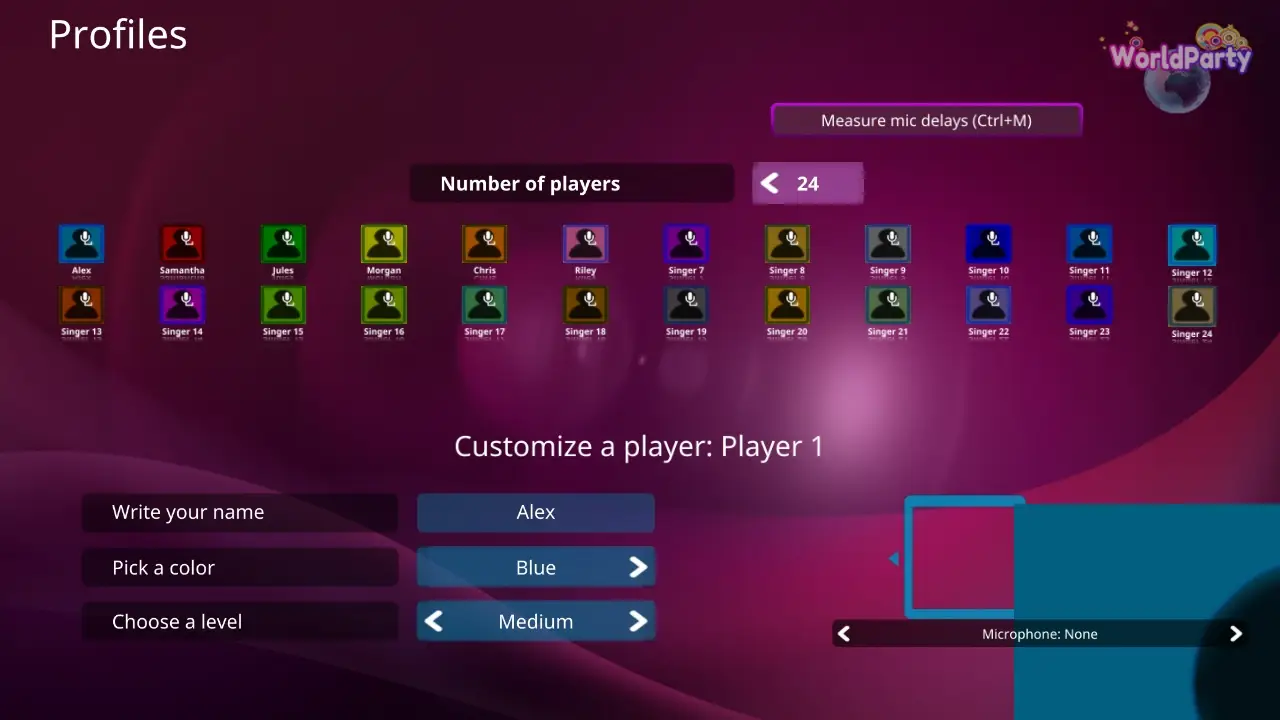 Profiles
WorldParty
Measure mic delays (Ctrl+M)
Number of players
24
Alex Samantha Jules Morgan Chris Riley Singer 7 Singer 8 Singer 9 Singer 10 Singer 11 Singer 12
Singer 13 Singer 14 Singer 15 Singer 16 Singer 17 Singer 18 Singer 19 Singer 20 Singer 21 Singer 22 Singer 23 Singer 24
Customize a player: Player 1
Write your name
Alex
Pick a color
Blue
Choose a level
Medium
Microphone: None